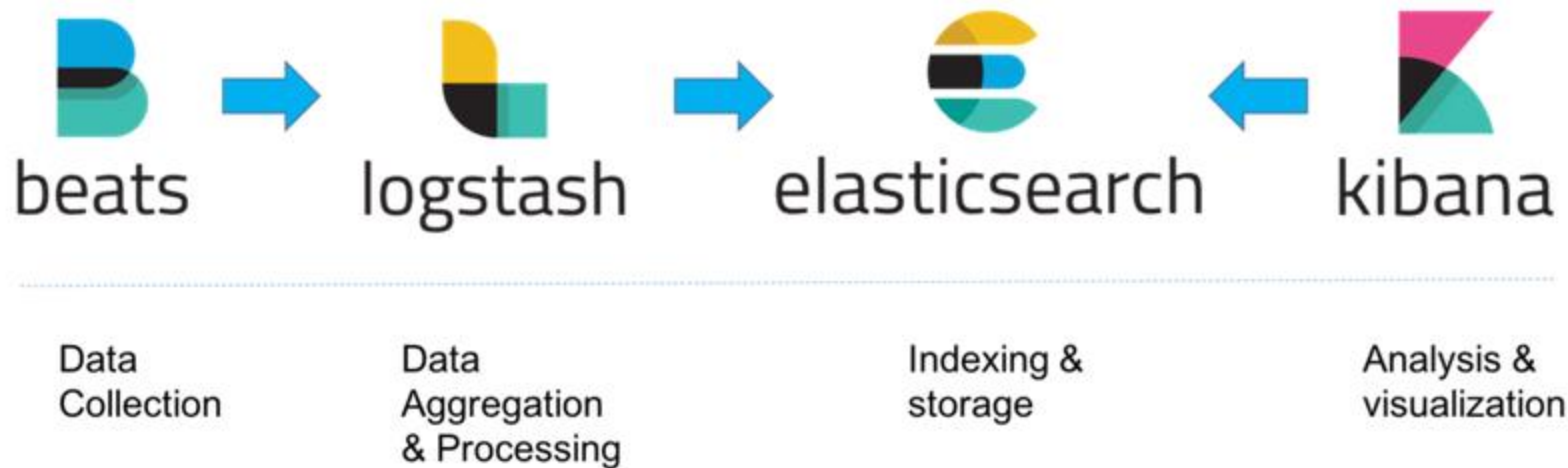 beats
logstash
elasticsearch
kibana
Data
Collection
Data
Aggregation
& Processing
Indexing &
storage
Analysis &
visualization